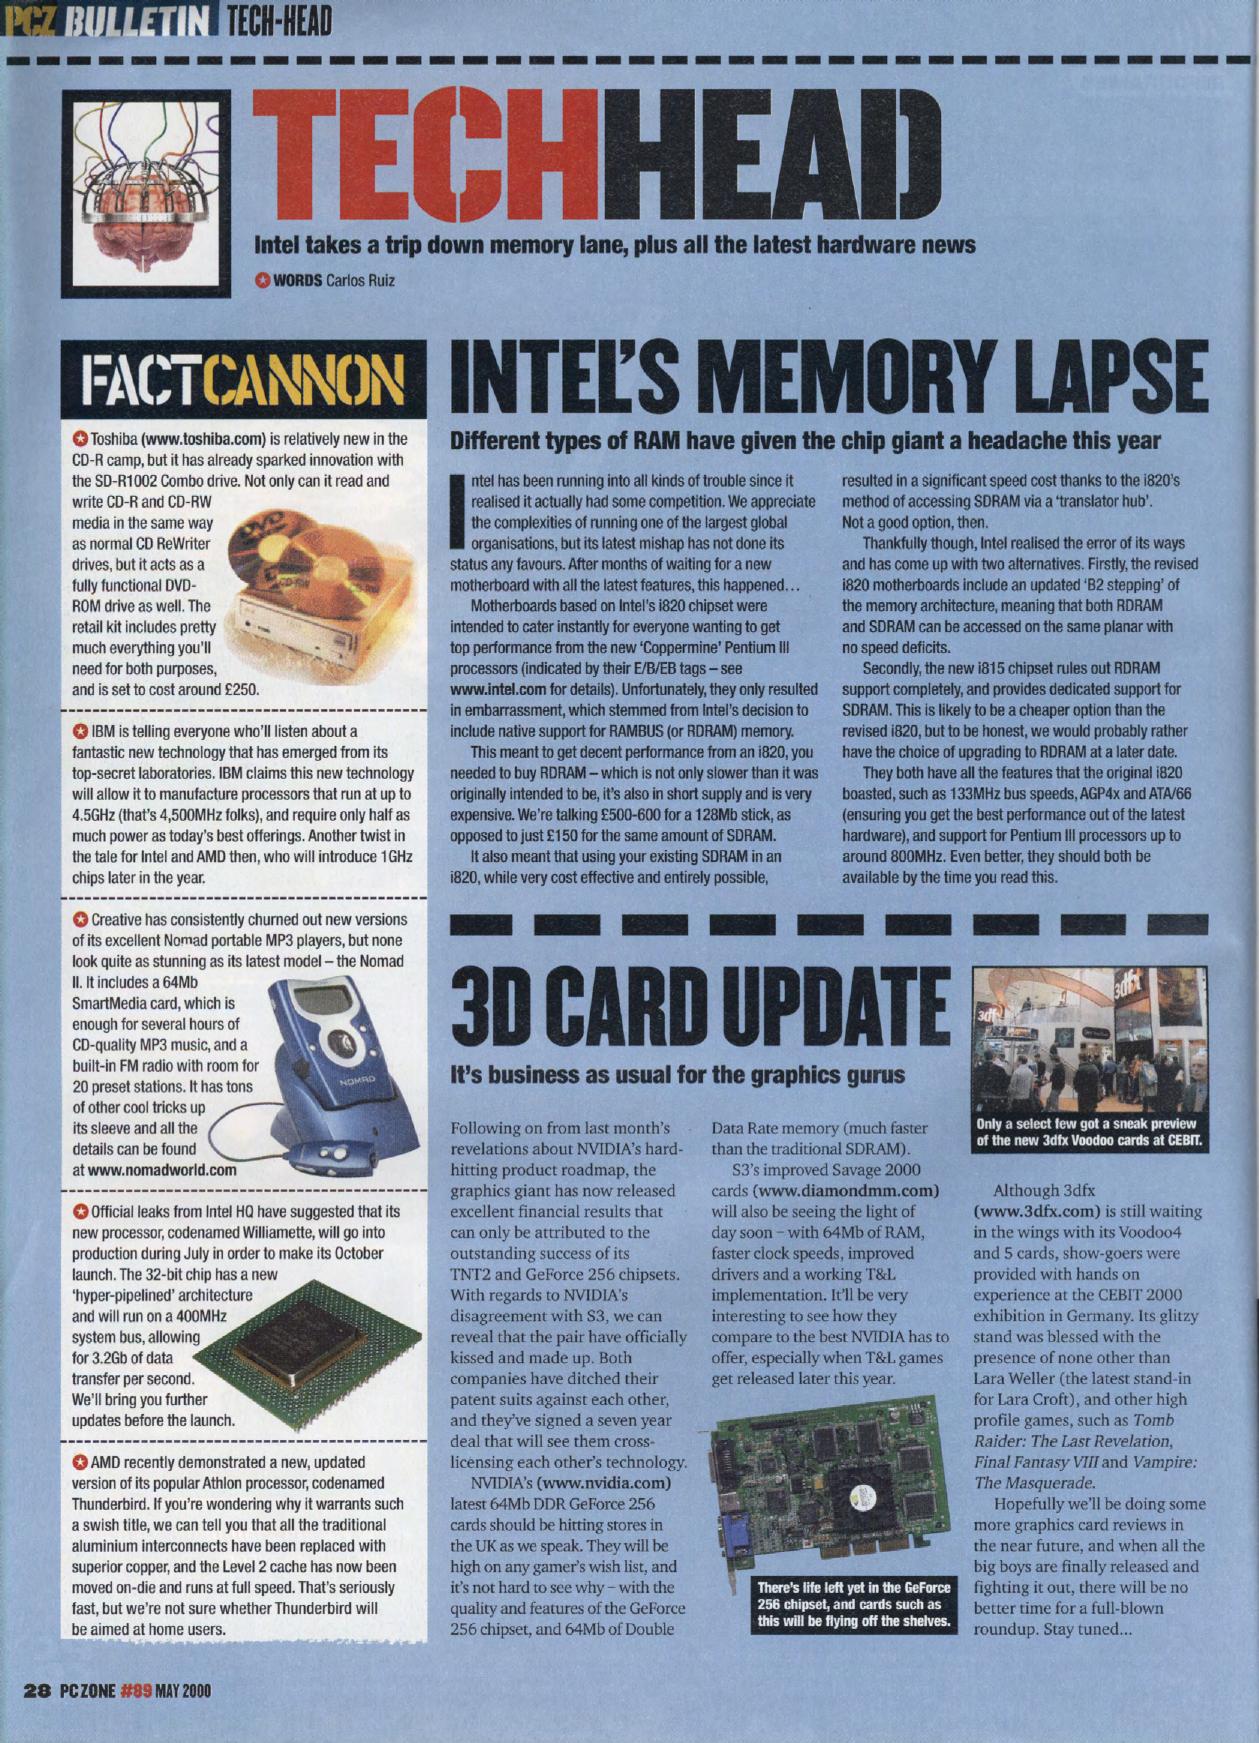 PCZ BULLETIN TECH-HEAD
TECHHEAD
Intel takes a trip down memory lane, plus all the latest hardware news
WORDS Carlos Ruiz
FACTCANNON
Toshiba (www.toshiba.com) is relatively new in the
CD-R camp, but it has already sparked innovation with
the SD-R1002 Combo drive. Not only can it read and
write CD-R and CD-RW
media in the same way
as normal CD ReWriter
drives, but it acts as a
fully functional DVD-
ROM drive as well. The
retail kit includes pretty
much everything you'll
need for both purposes,
and is set to cost around £250.
IBM is telling everyone who'll listen about a
fantastic new technology that has emerged from its
top-secret laboratories. IBM claims this new technology
will allow it to manufacture processors that run at up to
4.5GHz (that's 4,500MHz folks), and require only half as
much power as today's best offerings. Another twist in
the tale for Intel and AMD then, who will introduce 1GHz
chips later in the year.
Creative has consistently churned out new versions
of its excellent Nomad portable MP3 players, but none
look quite as stunning as its latest model – the Nomad
II. It includes a 64Mb
SmartMedia card, which is
enough for several hours of
CD-quality MP3 music, and a
built-in FM radio with room for
20 preset stations. It has tons
of other cool tricks up
its sleeve and all the
details can be found
at www.nomadworld.com
NOMAD
Official leaks from Intel HQ have suggested that its
new processor, codenamed Williamette, will go into
production during July in order to make its October
launch. The 32-bit chip has a new
'hyper-pipelined' architecture
and will run on a 400MHz
system bus, allowing
for 3.2Gb of data
transfer per second.
We'll bring you further
updates before the launch.
AMD recently demonstrated a new, updated
version of its popular Athlon processor, codenamed
Thunderbird. If you're wondering why it warrants such
a swish title, we can tell you that all the traditional
aluminium interconnects have been replaced with
superior copper, and the Level 2 cache has now been
moved on-die and runs at full speed. That's seriously
fast, but we're not sure whether Thunderbird will
be aimed at home users.
INTEL'S MEMORY LAPSE
Different types of RAM have given the chip giant a headache this year
Intel has been running into all kinds of trouble since it
realised it actually had some competition. We appreciate
the complexities of running one of the largest global
organisations, but its latest mishap has not done its
status any favours. After months of waiting for a new
motherboard with all the latest features, this happened...
Motherboards based on Intel's i820 chipset were
intended to cater instantly for everyone wanting to get
top performance from the new 'Coppermine' Pentium III
processors (indicated by their E/B/EB tags – see
www.intel.com for details). Unfortunately, they only resulted
in embarrassment, which stemmed from Intel's decision to
include native support for RAMBUS (or RDRAM) memory.
This meant to get decent performance from an i820, you
needed to buy RDRAM – which is not only slower than it was
originally intended to be, it's also in short supply and is very
expensive. We're talking £500-600 for a 128Mb stick, as
opposed to just £150 for the same amount of SDRAM.
It also meant that using your existing SDRAM in an
i820, while very cost effective and entirely possible,
resulted in a significant speed cost thanks to the i820's
method of accessing SDRAM via a 'translator hub'.
Not a good option, then.
Thankfully though, Intel realised the error of its ways
and has come up with two alternatives. Firstly, the revised
i820 motherboards include an updated 'B2 stepping' of
the memory architecture, meaning that both RDRAM
and SDRAM can be accessed on the same planar with
no speed deficits.
Secondly, the new i815 chipset rules out RDRAM
support completely, and provides dedicated support for
SDRAM. This is likely to be a cheaper option than the
revised i820, but to be honest, we would probably rather
have the choice of upgrading to RDRAM at a later date.
They both have all the features that the original i820
boasted, such as 133MHz bus speeds, AGP4x and ATA/66
(ensuring you get the best performance out of the latest
hardware), and support for Pentium III processors up to
around 800MHz. Even better, they should both be
available by the time you read this.
3D CARD UPDATE
It's business as usual for the graphics gurus
Following on from last month's
revelations about NVIDIA's hard-
hitting product roadmap, the
graphics giant has now released
excellent financial results that
can only be attributed to the
outstanding success of its
TNT2 and GeForce 256 chipsets.
With regards to NVIDIA's
disagreement with S3, we can
reveal that the pair have officially
kissed and made up. Both
companies have ditched their
patent suits against each other,
and they've signed a seven year
deal that will see them cross-
licensing each other's technology.
NVIDIA's (www.nvidia.com)
latest 64Mb DDR GeForce 256
cards should be hitting stores in
the UK as we speak. They will be
high on any gamer's wish list, and
it's not hard to see why – with the
quality and features of the GeForce
256 chipset, and 64Mb of Double
Data Rate memory (much faster
than the traditional SDRAM).
S3's improved Savage 2000
cards (www.diamondmm.com)
will also be seeing the light of
day soon – with 64Mb of RAM,
faster clock speeds, improved
drivers and a working T&L
implementation. It'll be very
interesting to see how they
compare to the best NVIDIA has to
offer, especially when T&L games
get released later this year.
There's life left yet in the GeForce
256 chipset, and cards such as
this will be flying off the shelves.
3dfx
3dfx
Only a select few got a sneak preview
of the new 3dfx Voodoo cards at CEBIT.
Although 3dfx
(www.3dfx.com) is still waiting
in the wings with its Voodoo4
and 5 cards, show-goers were
provided with hands on
experience at the CEBIT 2000
exhibition in Germany. Its glitzy
stand was blessed with the
presence of none other than
Lara Weller (the latest stand-in
for Lara Croft), and other high
profile games, such as Tomb
Raider: The Last Revelation,
Final Fantasy VIII and Vampire:
The Masquerade.
Hopefully we'll be doing some
more graphics card reviews in
the near future, and when all the
big boys are finally released and
fighting it out, there will be no
better time for a full-blown
roundup. Stay tuned...
28 PC ZONE #89 MAY 2000